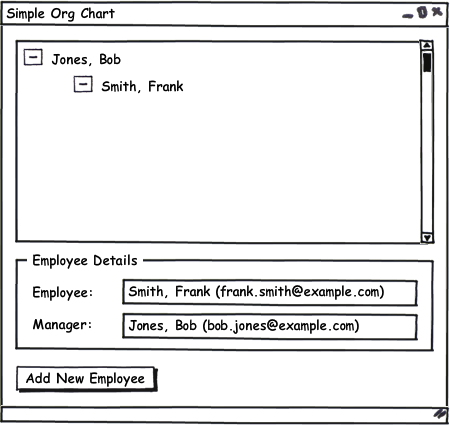 Simple Org Chart
Jones, Bob
Smith, Frank
Employee Details
Employee: Smith, Frank (frank.smith@example.com)
Manager: Jones, Bob (bob.jones@example.com)
Add New Employee